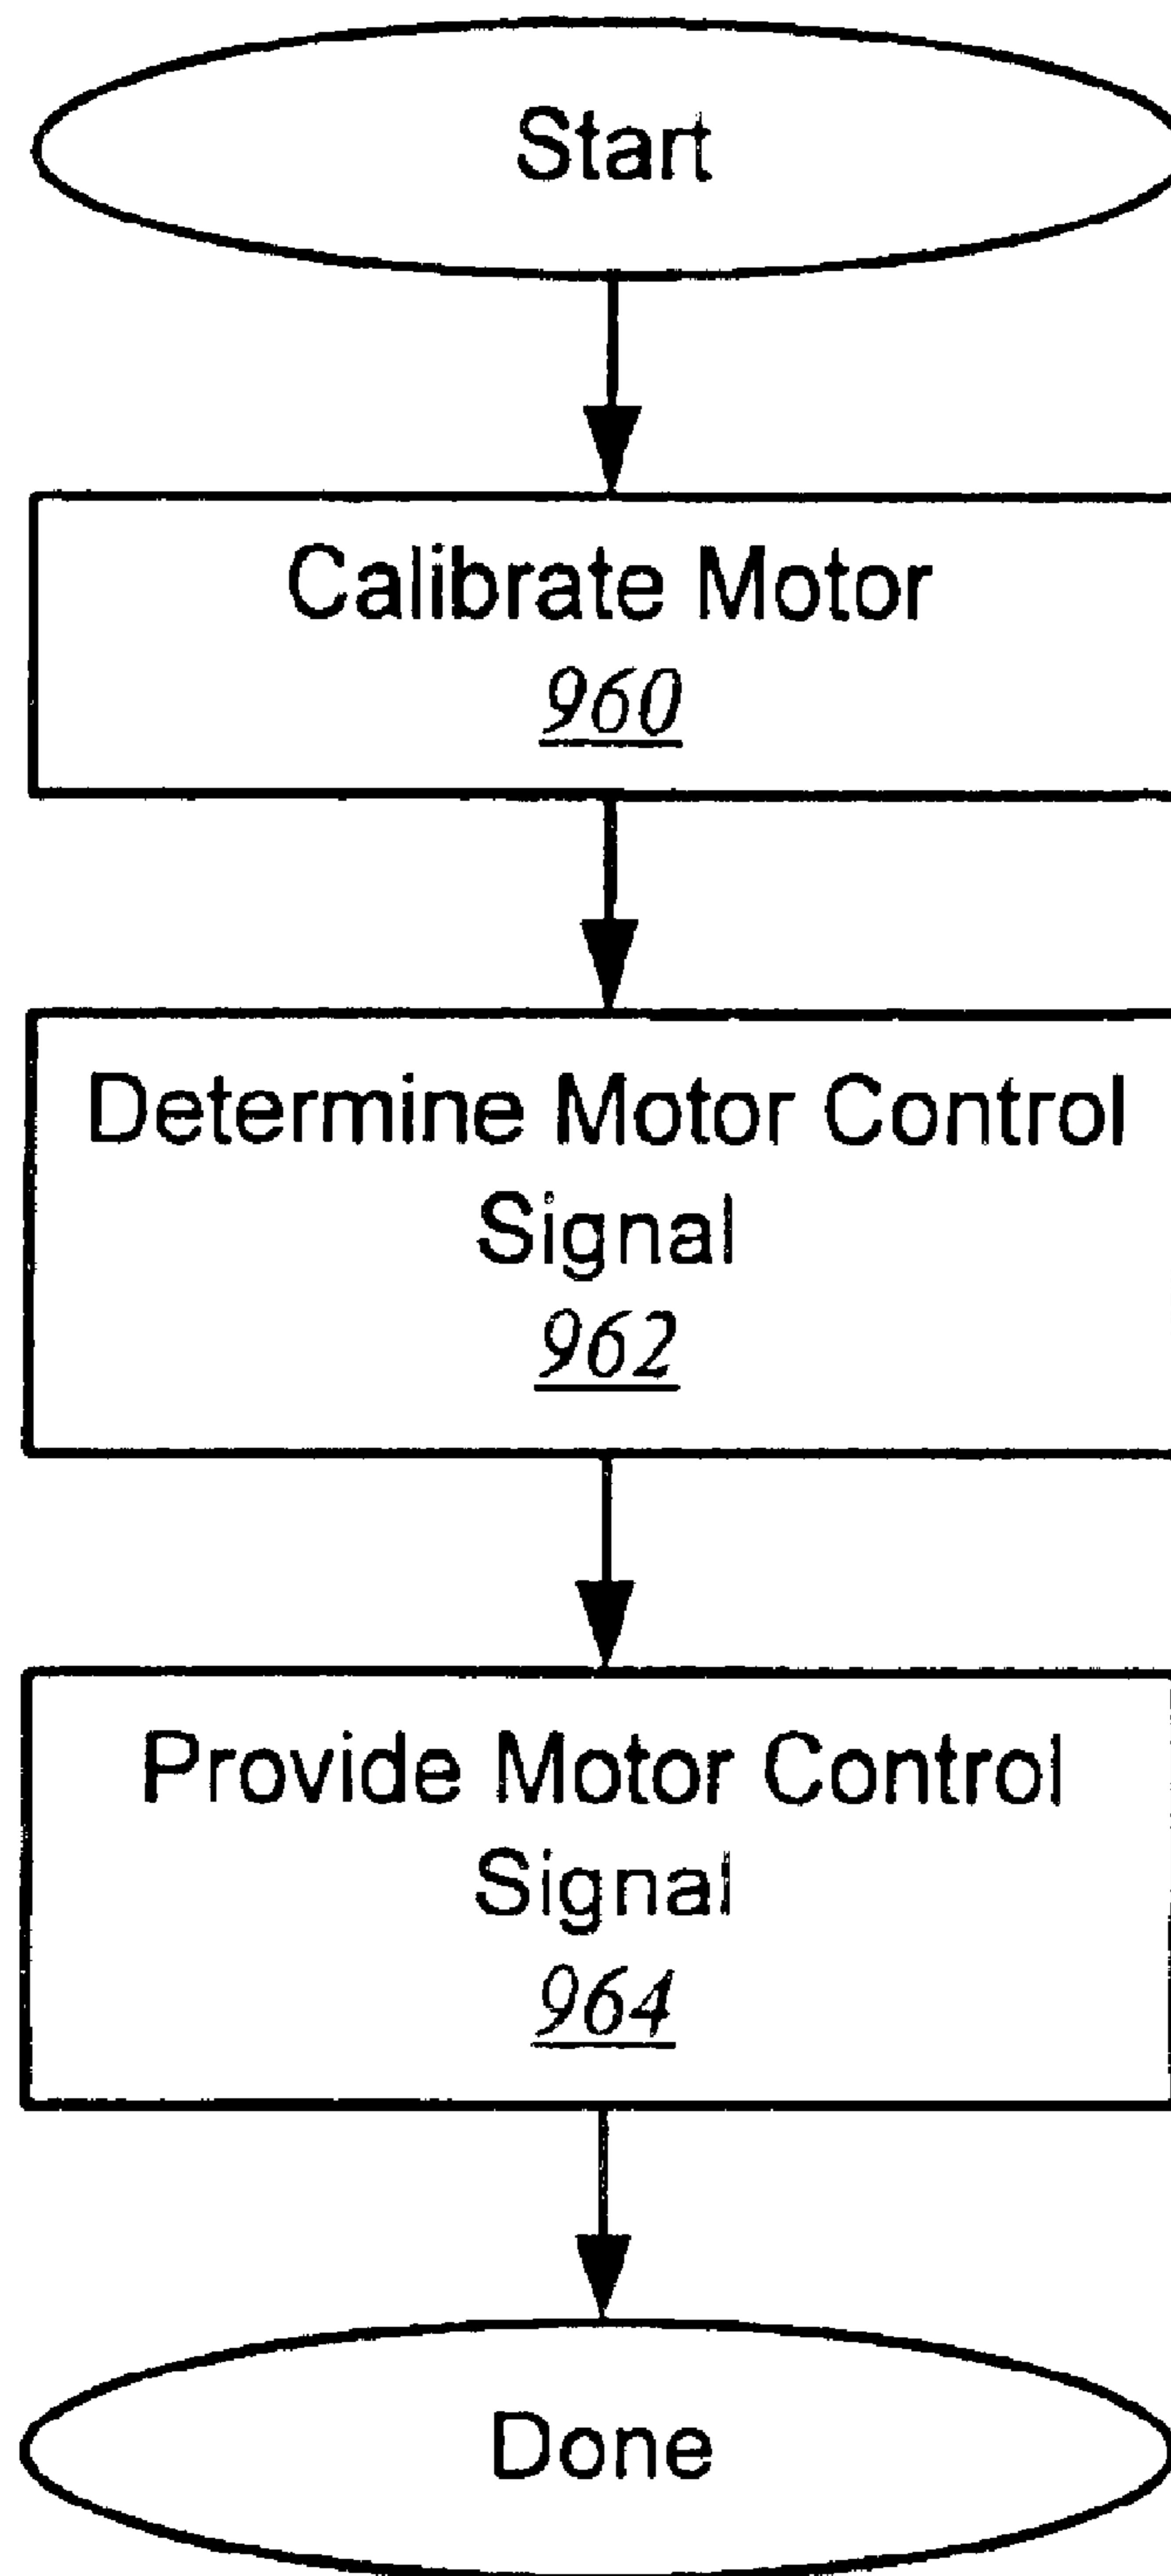 Start
Calibrate Motor
960
Determine Motor Control
Signal
962
Provide Motor Control
Signal
964
Done